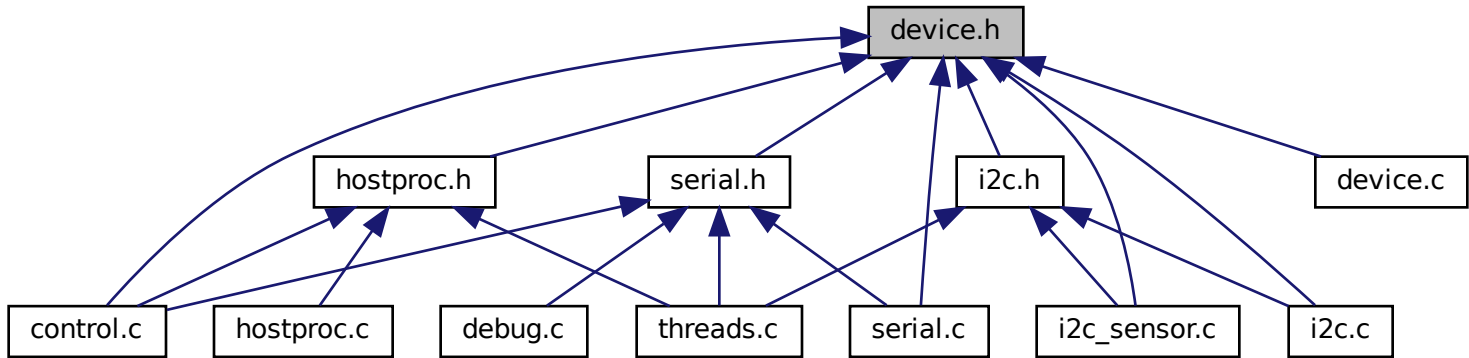 device.h
hostproc.h
serial.h
i2c.h
device.c
control.c
hostproc.c
debug.c
threads.c
serial.c
i2c_sensor.c
i2c.c